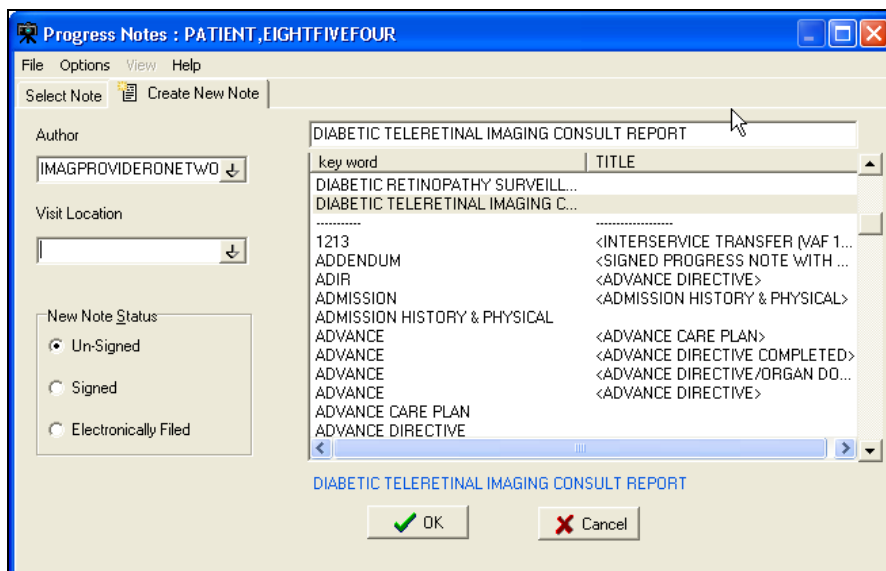 Progress Notes : PATIENT,EIGHTFIVEFOUR
File Options View Help
Select Note Create New Note
Author
IMAGPROVIDERONETWO
Visit Location
New Note Status
Un-Signed
Signed
Electronically Filed
DIABETIC TELERETINAL IMAGING CONSULT REPORT
key word TITLE
DIABETIC RETINOPATHY SURVEILL...
DIABETIC TELERETINAL IMAGING C...
----------- -------------------
1213 <INTERSERVICE TRANSFER (VAF 1...
ADDENDUM <SIGNED PROGRESS NOTE WITH ...
ADIR <ADVANCE DIRECTIVE>
ADMISSION <ADMISSION HISTORY & PHYSICAL>
ADMISSION HISTORY & PHYSICAL
ADVANCE <ADVANCE CARE PLAN>
ADVANCE <ADVANCE DIRECTIVE COMPLETED>
ADVANCE <ADVANCE DIRECTIVE/ORGAN DO...
ADVANCE <ADVANCE DIRECTIVE>
ADVANCE CARE PLAN
ADVANCE DIRECTIVE
DIABETIC TELERETINAL IMAGING CONSULT REPORT
OK Cancel